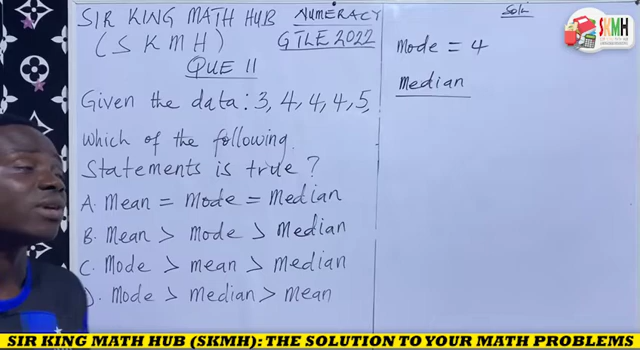 SIR KING MATH HUB NUMERACY
(SKMH) GTLE 2022
QUE 11
Given the data: 3, 4, 4, 4, 5,
which of the following
Statements is true?
A. Mean = Mode = Median
B. Mean > Mode > Median
C. Mode > mean > Median
D. Mode > median > Mean
Soln
Mode = 4
Median
SKMH
SIR KING MATH HUB (SKMH): THE SOLUTION TO YOUR MATH PROBLEMS